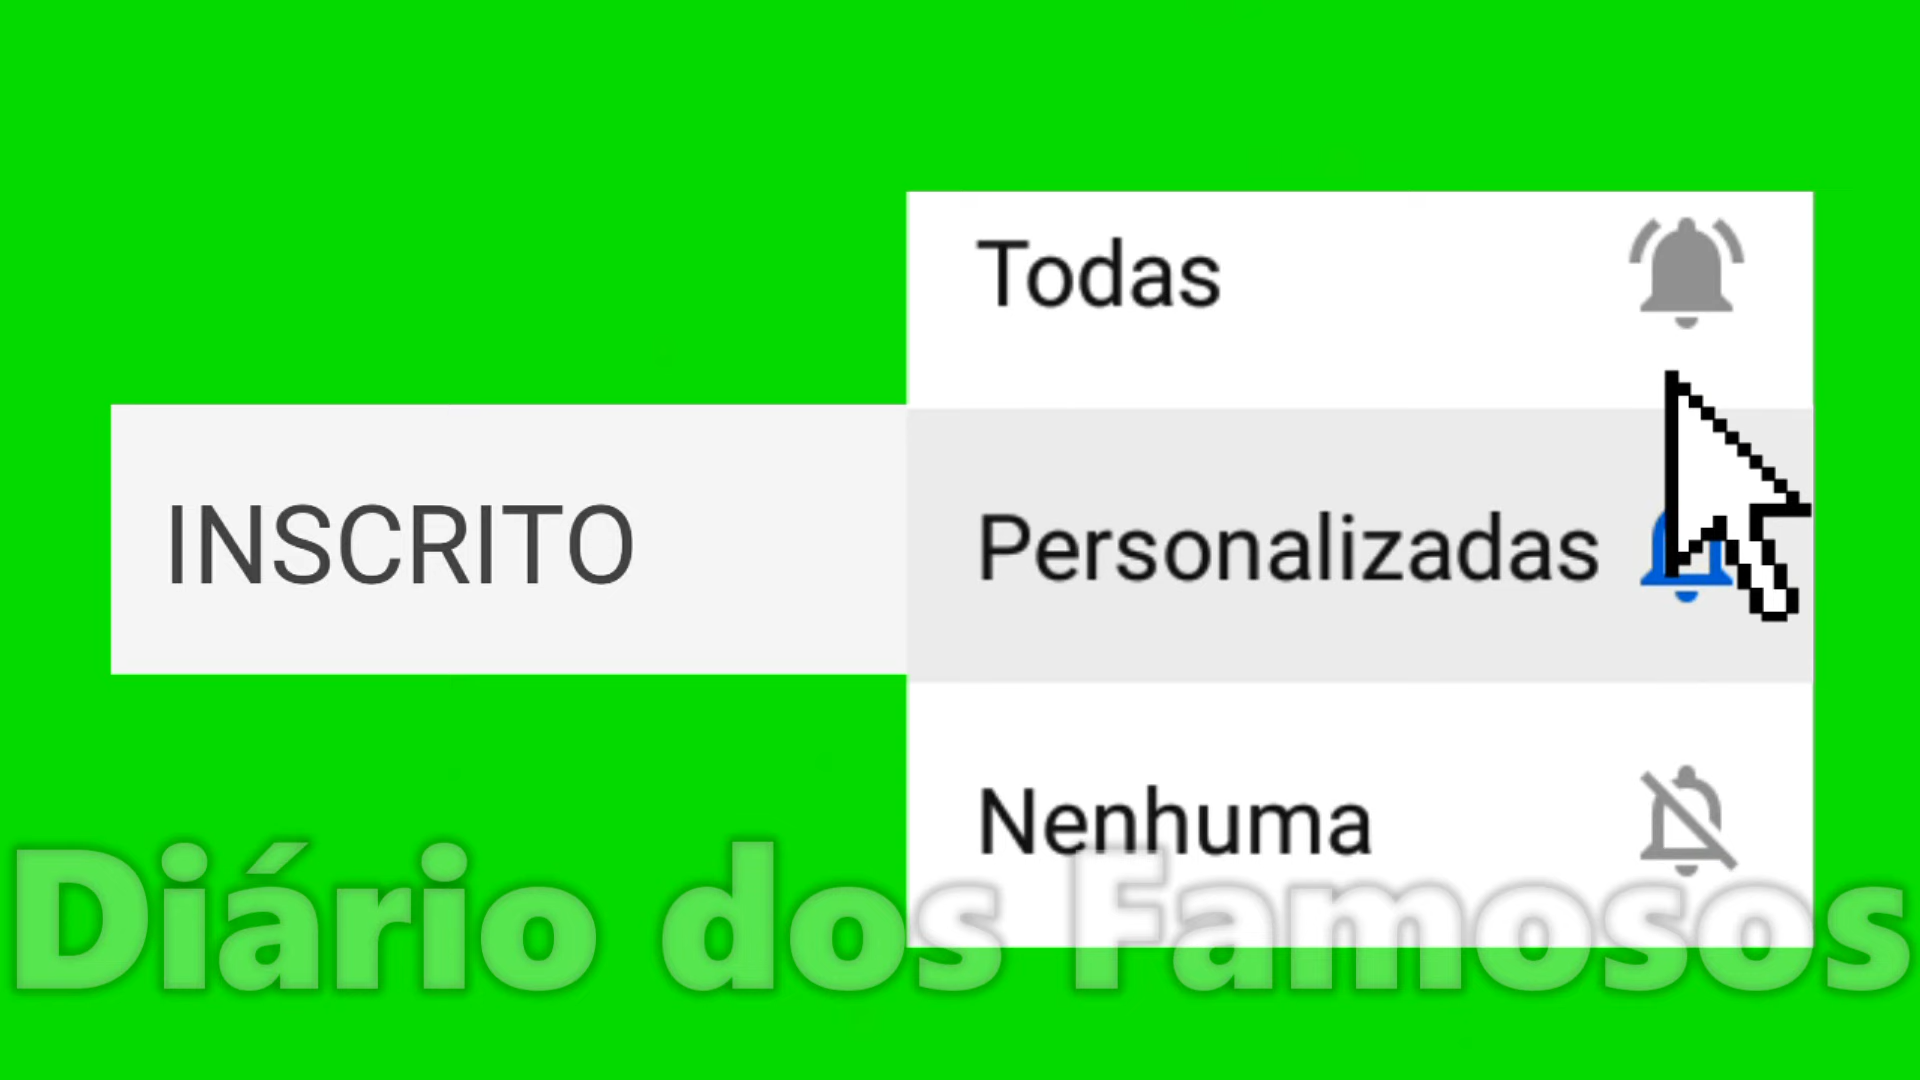 Todas
INSCRITO
Personalizadas
Nenhuma
Diário dos Famosos